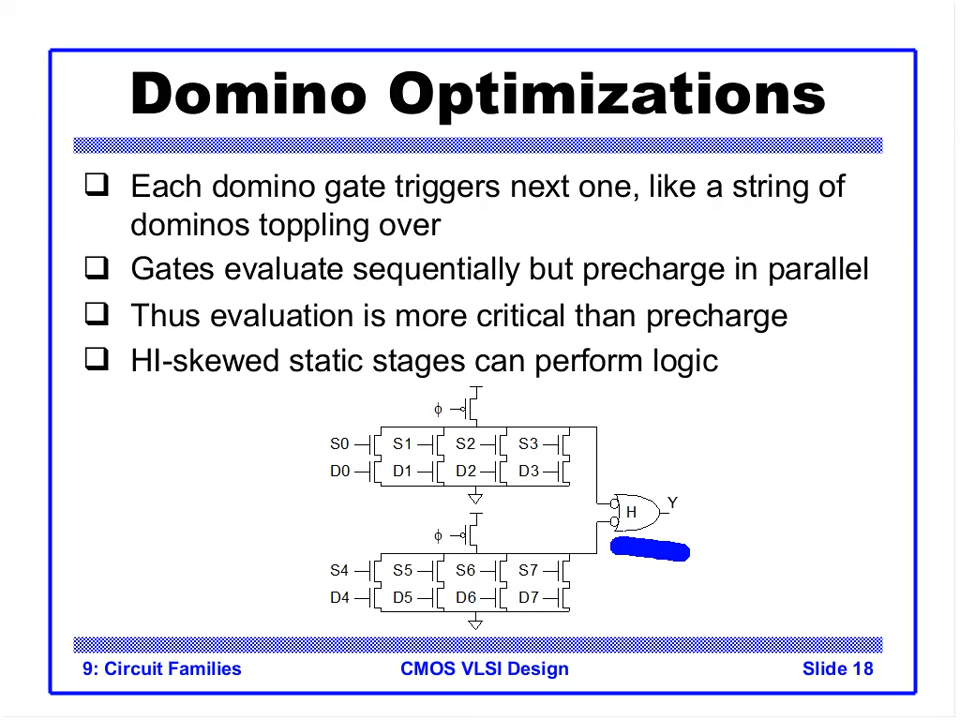 Domino Optimizations
Each domino gate triggers next one, like a string of
dominos toppling over
Gates evaluate sequentially but precharge in parallel
Thus evaluation is more critical than precharge
HI-skewed static stages can perform logic
ϕ
S0 S1 S2 S3
D0 D1 D2 D3
H Y
ϕ
S4 S5 S6 S7
D4 D5 D6 D7
9: Circuit Families CMOS VLSI Design Slide 18